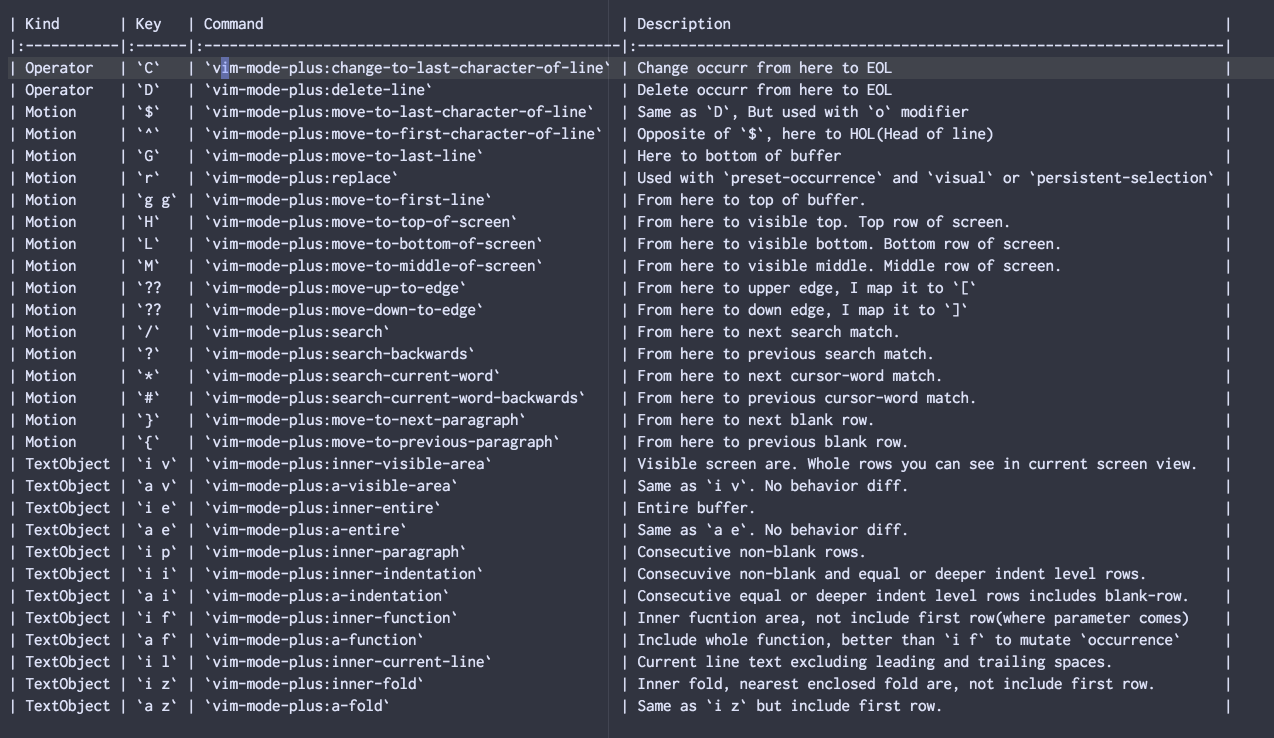 | Kind       | Key   | Command                                         | Description                                                         |
|:-----------|:------|:------------------------------------------------|:--------------------------------------------------------------------|
| Operator   | `C`   | `vim-mode-plus:change-to-last-character-of-line` | Change occurr from here to EOL                                      |
| Operator   | `D`   | `vim-mode-plus:delete-line`                      | Delete occurr from here to EOL                                      |
| Motion     | `$`   | `vim-mode-plus:move-to-last-character-of-line`   | Same as `D`, But used with `o` modifier                             |
| Motion     | `^`   | `vim-mode-plus:move-to-first-character-of-line`  | Opposite of `$`, here to HOL(Head of line)                          |
| Motion     | `G`   | `vim-mode-plus:move-to-last-line`                | Here to bottom of buffer                                            |
| Motion     | `r`   | `vim-mode-plus:replace`                          | Used with `preset-occurrence` and `visual` or `persistent-selection` |
| Motion     | `g g` | `vim-mode-plus:move-to-first-line`               | From here to top of buffer.                                         |
| Motion     | `H`   | `vim-mode-plus:move-to-top-of-screen`            | From here to visible top. Top row of screen.                        |
| Motion     | `L`   | `vim-mode-plus:move-to-bottom-of-screen`         | From here to visible bottom. Bottom row of screen.                  |
| Motion     | `M`   | `vim-mode-plus:move-to-middle-of-screen`         | From here to visible middle. Middle row of screen.                  |
| Motion     | `??   | `vim-mode-plus:move-up-to-edge`                  | From here to upper edge, I map it to `[`                            |
| Motion     | `??   | `vim-mode-plus:move-down-to-edge`                | From here to down edge, I map it to `]`                             |
| Motion     | `/`   | `vim-mode-plus:search`                           | From here to next search match.                                     |
| Motion     | `?`   | `vim-mode-plus:search-backwards`                 | From here to previous search match.                                 |
| Motion     | `*`   | `vim-mode-plus:search-current-word`              | From here to next cursor-word match.                                |
| Motion     | `#`   | `vim-mode-plus:search-current-word-backwards`    | From here to previous cursor-word match.                            |
| Motion     | `}`   | `vim-mode-plus:move-to-next-paragraph`           | From here to next blank row.                                        |
| Motion     | `{`   | `vim-mode-plus:move-to-previous-paragraph`       | From here to previous blank row.                                    |
| TextObject | `i v` | `vim-mode-plus:inner-visible-area`               | Visible screen are. Whole rows you can see in current screen view.  |
| TextObject | `a v` | `vim-mode-plus:a-visible-area`                   | Same as `i v`. No behavior diff.                                    |
| TextObject | `i e` | `vim-mode-plus:inner-entire`                     | Entire buffer.                                                      |
| TextObject | `a e` | `vim-mode-plus:a-entire`                         | Same as `a e`. No behavior diff.                                    |
| TextObject | `i p` | `vim-mode-plus:inner-paragraph`                  | Consecutive non-blank rows.                                         |
| TextObject | `i i` | `vim-mode-plus:inner-indentation`                | Consecuvive non-blank and equal or deeper indent level rows.        |
| TextObject | `a i` | `vim-mode-plus:a-indentation`                    | Consecutive equal or deeper indent level rows includes blank-row.   |
| TextObject | `i f` | `vim-mode-plus:inner-function`                   | Inner fucntion area, not include first row(where parameter comes)   |
| TextObject | `a f` | `vim-mode-plus:a-function`                       | Include whole function, better than `i f` to mutate `occurrence`    |
| TextObject | `i l` | `vim-mode-plus:inner-current-line`               | Current line text excluding leading and trailing spaces.            |
| TextObject | `i z` | `vim-mode-plus:inner-fold`                       | Inner fold, nearest enclosed fold are, not include first row.       |
| TextObject | `a z` | `vim-mode-plus:a-fold`                           | Same as `i z` but include first row.                                |